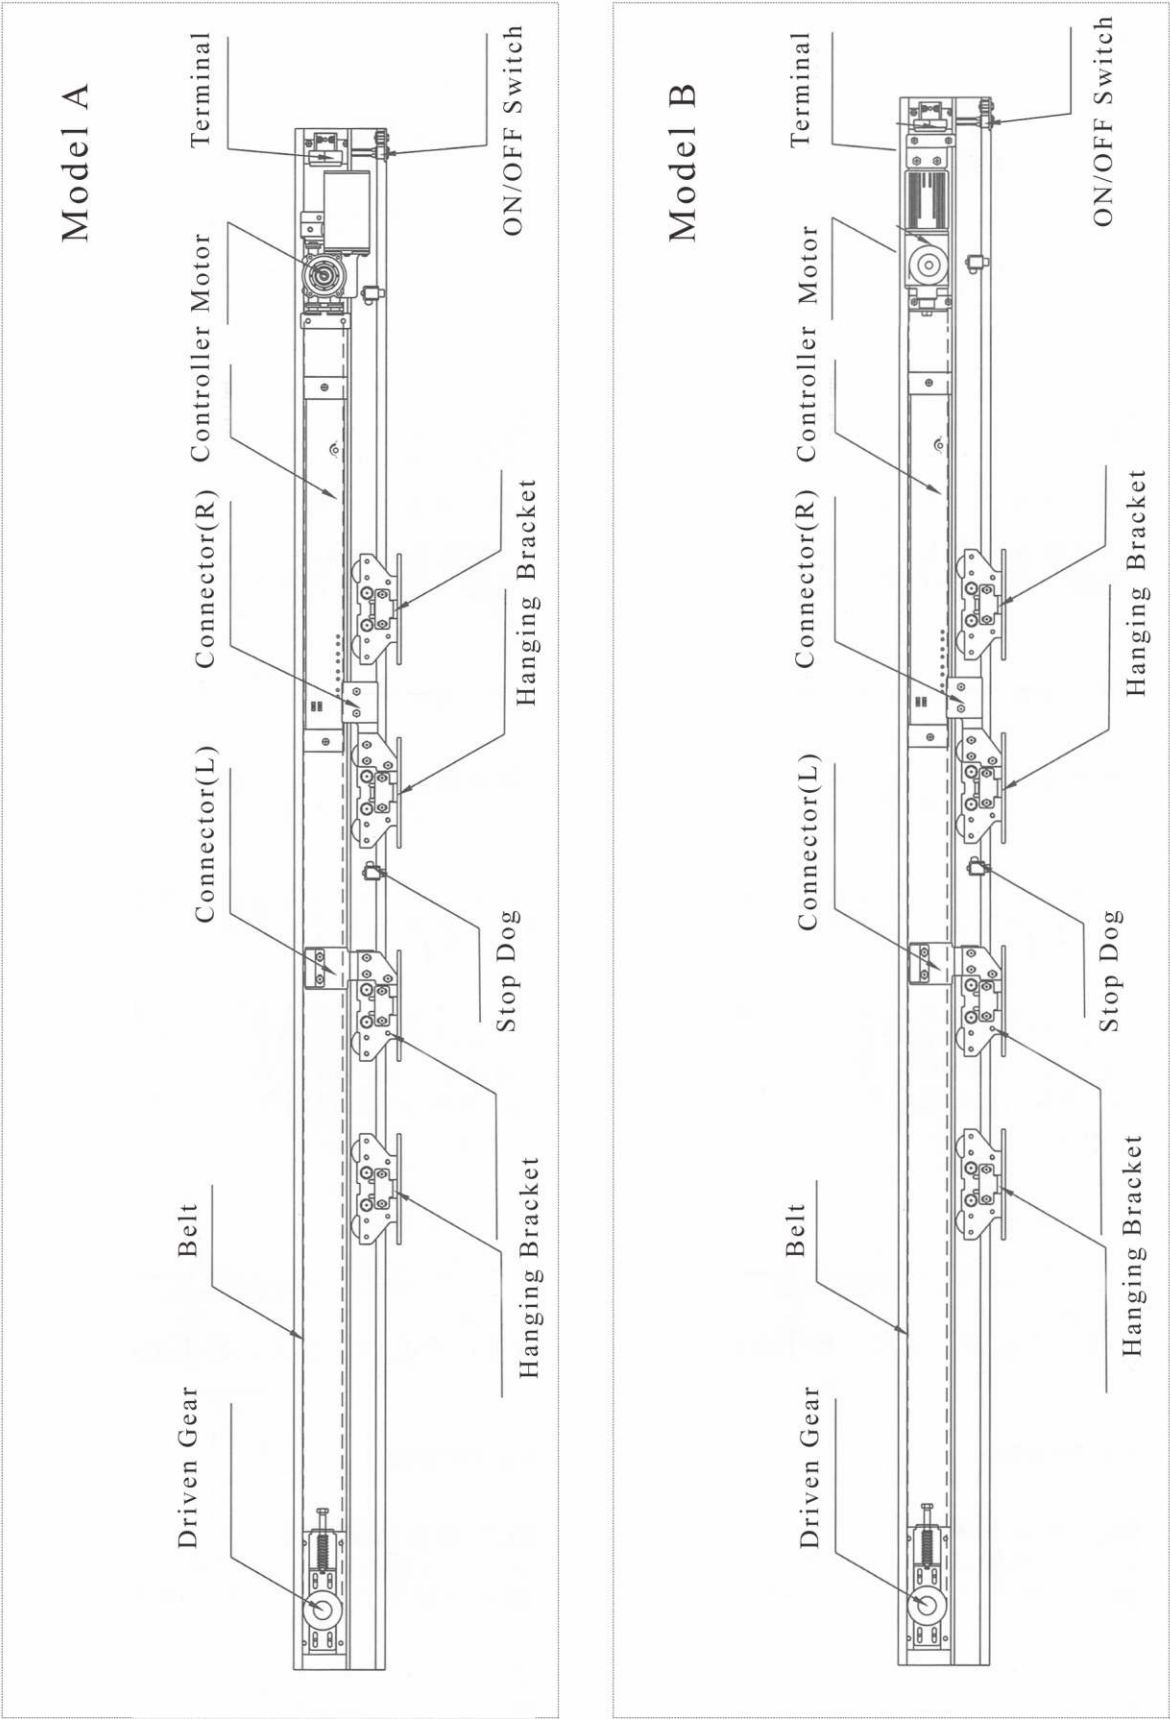 Model A
Driven Gear
Belt
Connector(L)
Connector(R)
Controller
Motor
Terminal
Hanging Bracket
Stop Dog
Hanging Bracket
ON/OFF Switch
Model B
Driven Gear
Belt
Connector(L)
Connector(R)
Controller
Motor
Terminal
Hanging Bracket
Stop Dog
Hanging Bracket
ON/OFF Switch